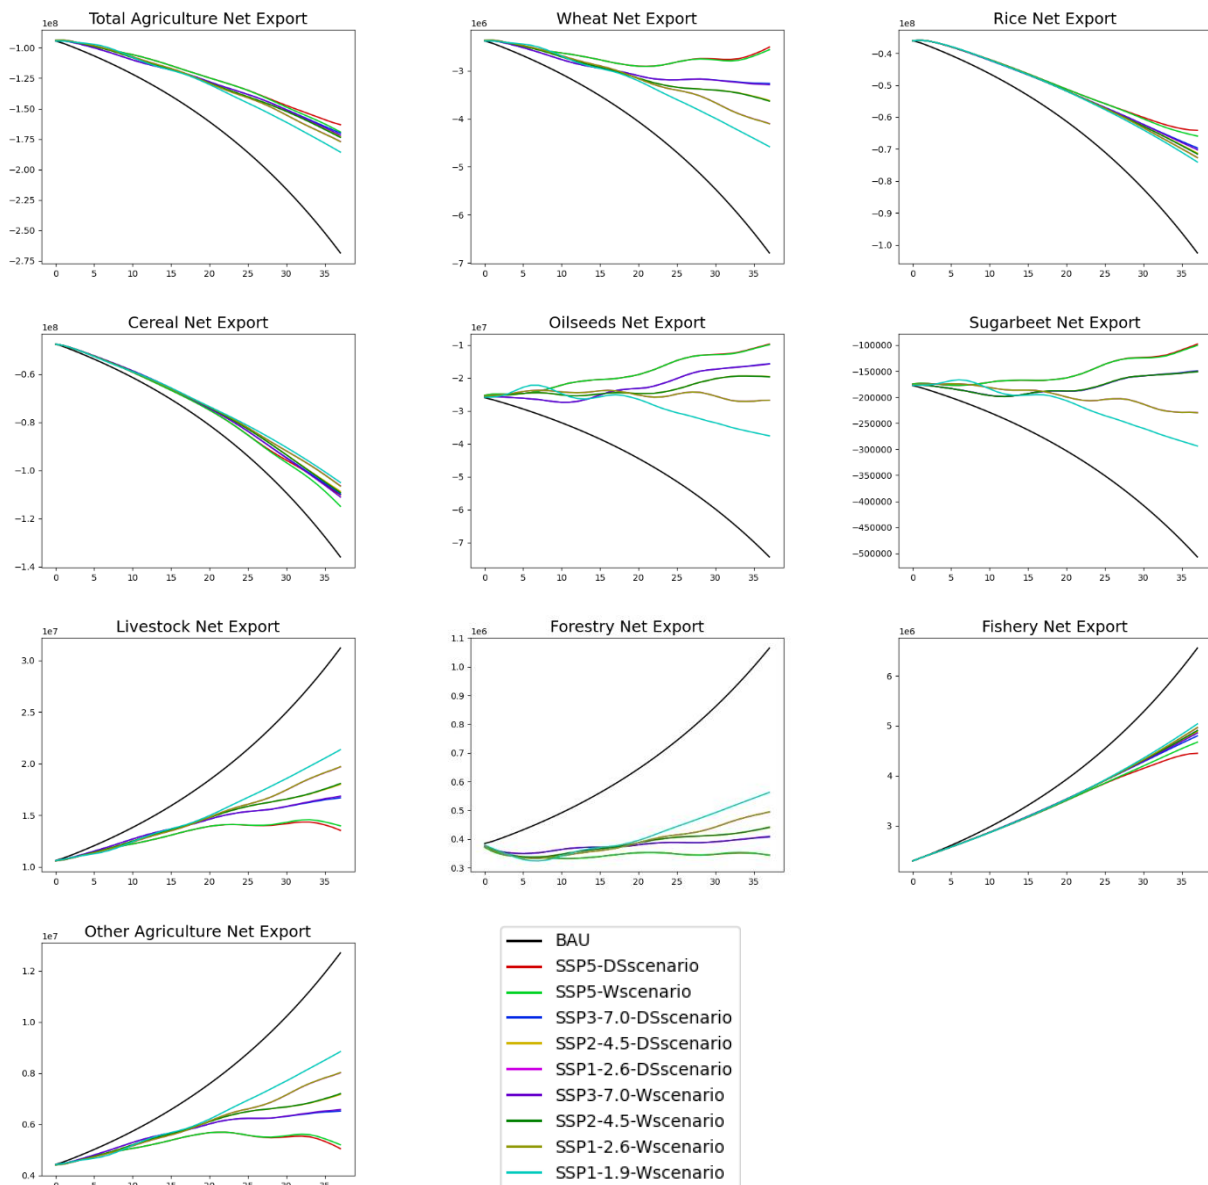 Total Agriculture Net Export
1e8
−1.00
−1.25
−1.50
−1.75
−2.00
−2.25
−2.50
−2.75
0 5 10 15 20 25 30 35
Wheat Net Export
1e6
−3
−4
−5
−6
−7
0 5 10 15 20 25 30 35
Rice Net Export
1e8
−0.4
−0.5
−0.6
−0.7
−0.8
−0.9
−1.0
0 5 10 15 20 25 30 35
Cereal Net Export
1e8
−0.6
−0.8
−1.0
−1.2
−1.4
0 5 10 15 20 25 30 35
Oilseeds Net Export
1e7
−1
−2
−3
−4
−5
−6
−7
0 5 10 15 20 25 30 35
Sugarbeet Net Export
−100000
−150000
−200000
−250000
−300000
−350000
−400000
−450000
−500000
0 5 10 15 20 25 30 35
Livestock Net Export
1e7
3.0
2.5
2.0
1.5
1.0
0 5 10 15 20 25 30 35
Forestry Net Export
1e6
1.1
1.0
0.9
0.8
0.7
0.6
0.5
0.4
0.3
0 5 10 15 20 25 30 35
Fishery Net Export
1e6
6
5
4
3
0 5 10 15 20 25 30 35
Other Agriculture Net Export
1e7
1.2
1.0
0.8
0.6
0.4
0 5 10 15 20 25 30 35
BAU
SSP5-DSscenario
SSP5-Wscenario
SSP3-7.0-DSscenario
SSP2-4.5-DSscenario
SSP1-2.6-DSscenario
SSP3-7.0-Wscenario
SSP2-4.5-Wscenario
SSP1-2.6-Wscenario
SSP1-1.9-Wscenario